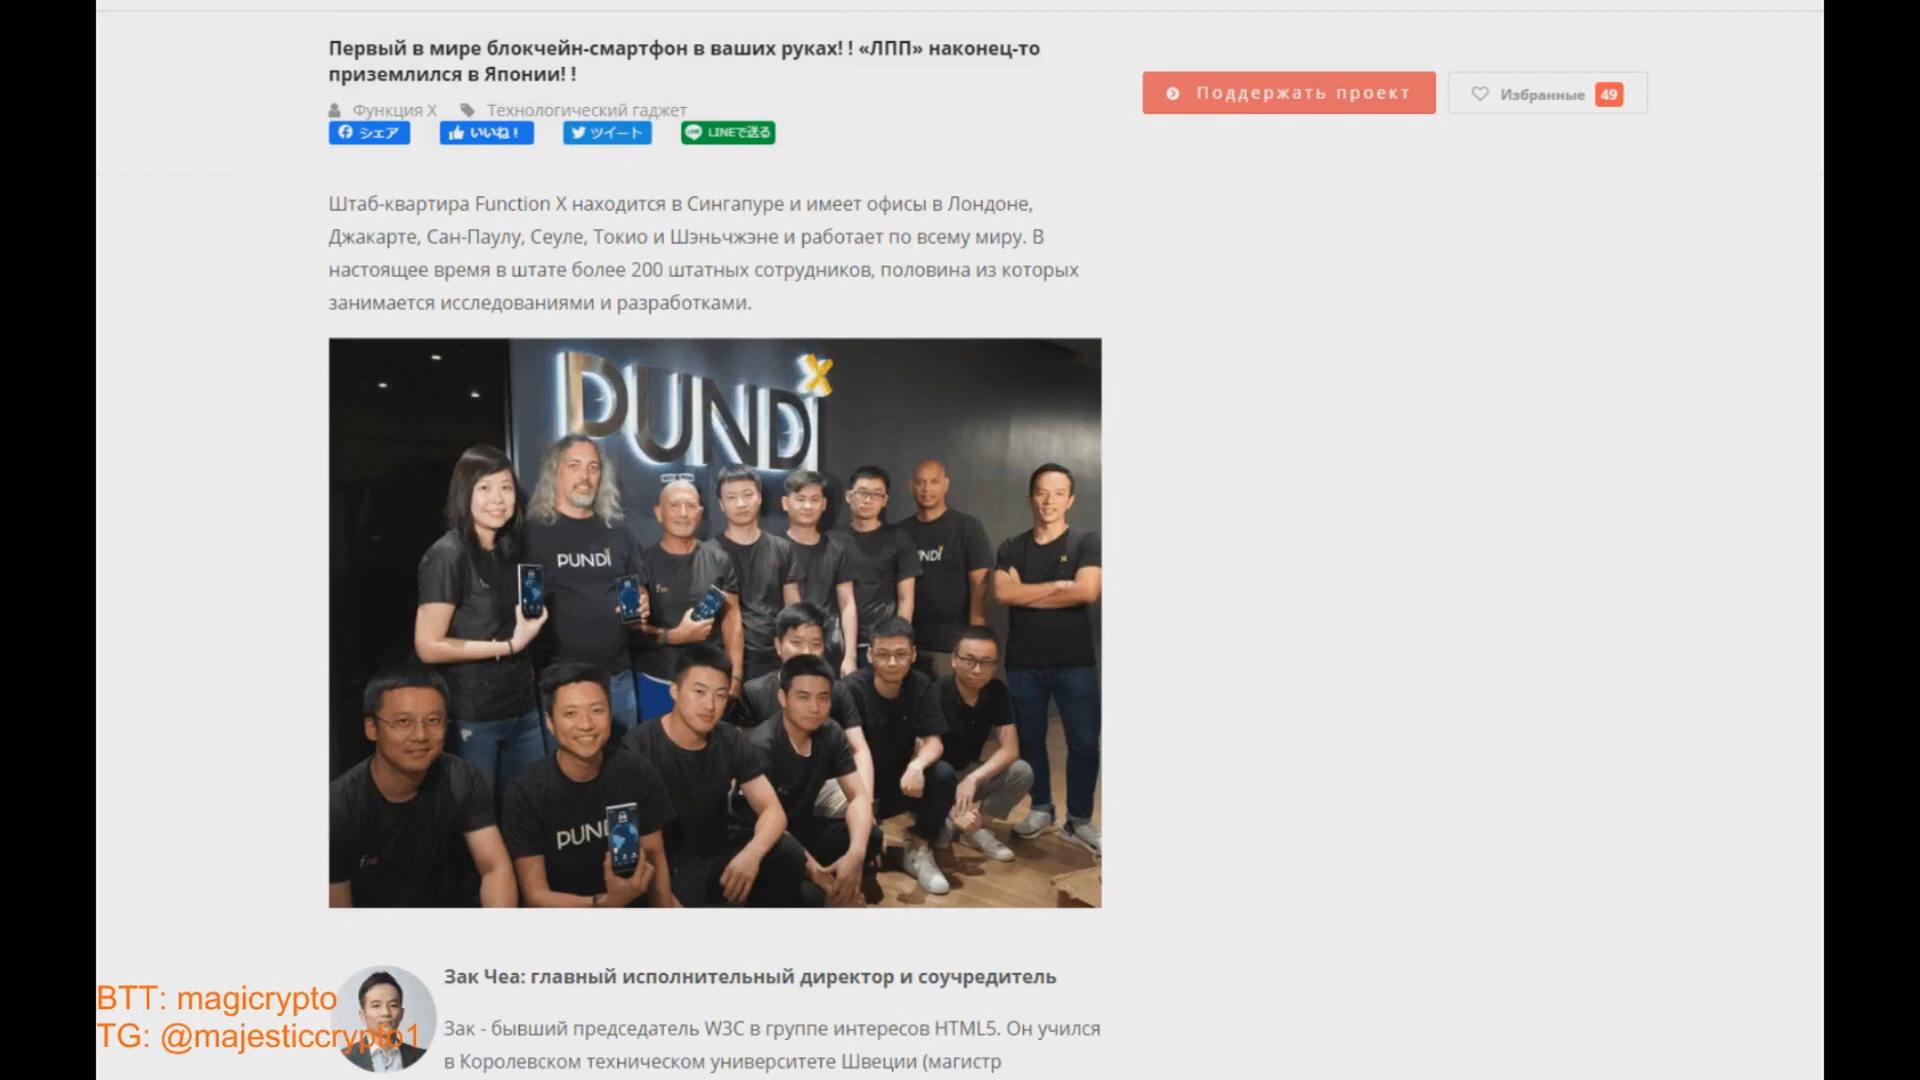 Первый в мире блокчейн-смартфон в ваших руках! ! «ЛПП» наконец-то
приземлился в Японии! !
Функция X Технологический гаджет
シェア いいね！ ツイート LINEで送る
Поддержать проект
Избранные 49
Штаб-квартира Function X находится в Сингапуре и имеет офисы в Лондоне,
Джакарте, Сан-Паулу, Сеуле, Токио и Шэньчжэне и работает по всему миру. В
настоящее время в штате более 200 штатных сотрудников, половина из которых
занимается исследованиями и разработками.
PUNDI X
PUNDI X
NDI
PUNDI
Зак Чеа: главный исполнительный директор и соучредитель
Зак - бывший председатель W3C в группе интересов HTML5. Он учился
в Королевском техническом университете Швеции (магистр
BTT: magicrypto
TG: @majesticcrypto1